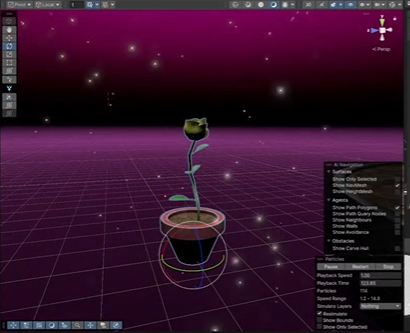 Pivot Local 1
Persp
AI Navigation
Surfaces
Show Only Selected
Show NavMesh
Show HeightMesh
Agents
Show Path Polygons
Show Path Query Nodes
Show Neighbours
Show Walls
Show Avoidance
Obstacles
Show Carve Hull
Particles
Pause Restart Stop
Playback Speed 1.00
Playback Time 123.85
Particles 114
Speed Range 1.2 - 14.9
Simulate Layers Nothing
Resimulate
Show Bounds
Show Only Selected